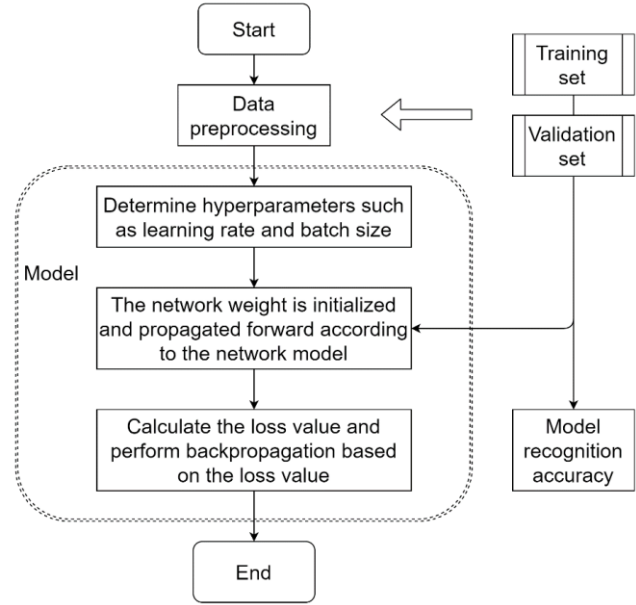 Start
Data
preprocessing
Training
set
Validation
set
Model
Determine hyperparameters such
as learning rate and batch size
The network weight is initialized
and propagated forward according
to the network model
Calculate the loss value and
perform backpropagation based
on the loss value
Model
recognition
accuracy
End